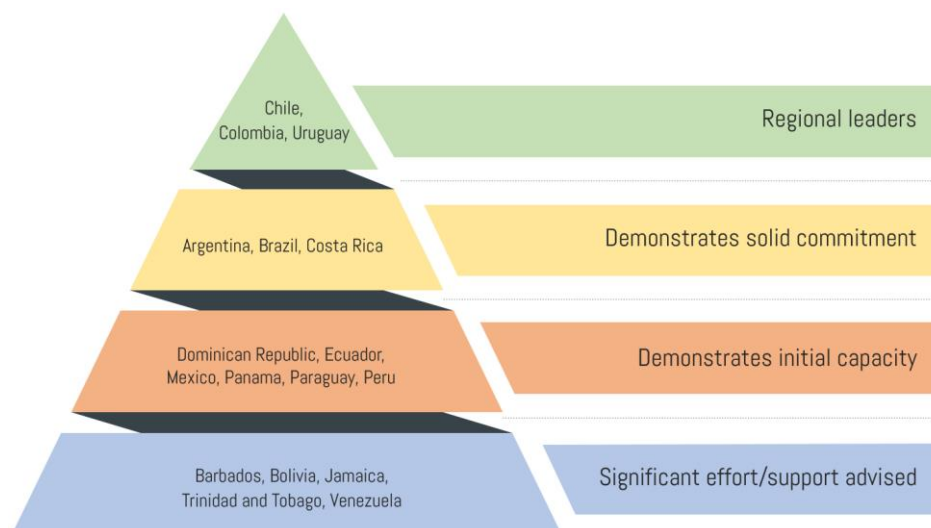 Chile,
Colombia, Uruguay
Regional leaders
Argentina, Brazil, Costa Rica
Demonstrates solid commitment
Dominican Republic, Ecuador,
Mexico, Panama, Paraguay, Peru
Demonstrates initial capacity
Barbados, Bolivia, Jamaica,
Trinidad and Tobago, Venezuela
Significant effort/support advised